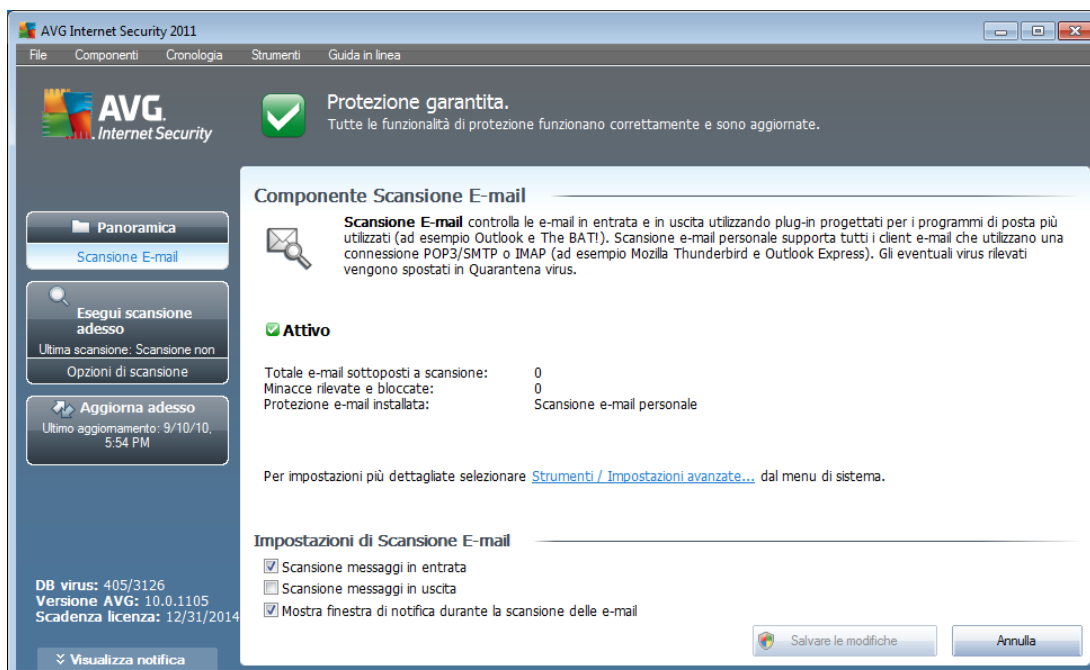 AVG Internet Security 2011
File Componenti Cronologia Strumenti Guida in linea
AVG.
Internet Security
Protezione garantita.
Tutte le funzionalità di protezione funzionano correttamente e sono aggiornate.
Panoramica
Scansione E-mail
Esegui scansione
adesso
Ultima scansione: Scansione non
Opzioni di scansione
Aggiorna adesso
Ultimo aggiornamento: 9/10/10,
5:54 PM
DB virus: 405/3126
Versione AVG: 10.0.1105
Scadenza licenza: 12/31/2014
Visualizza notifica
Componente Scansione E-mail
Scansione E-mail controlla le e-mail in entrata e in uscita utilizzando plug-in progettati per i programmi di posta più
utilizzati (ad esempio Outlook e The BAT!). Scansione e-mail personale supporta tutti i client e-mail che utilizzano una
connessione POP3/SMTP o IMAP (ad esempio Mozilla Thunderbird e Outlook Express). Gli eventuali virus rilevati
vengono spostati in Quarantena virus.
Attivo
Totale e-mail sottoposti a scansione: 0
Minacce rilevate e bloccate: 0
Protezione e-mail installata: Scansione e-mail personale
Per impostazioni più dettagliate selezionare Strumenti / Impostazioni avanzate... dal menu di sistema.
Impostazioni di Scansione E-mail
Scansione messaggi in entrata
Scansione messaggi in uscita
Mostra finestra di notifica durante la scansione delle e-mail
Salvare le modifiche Annulla